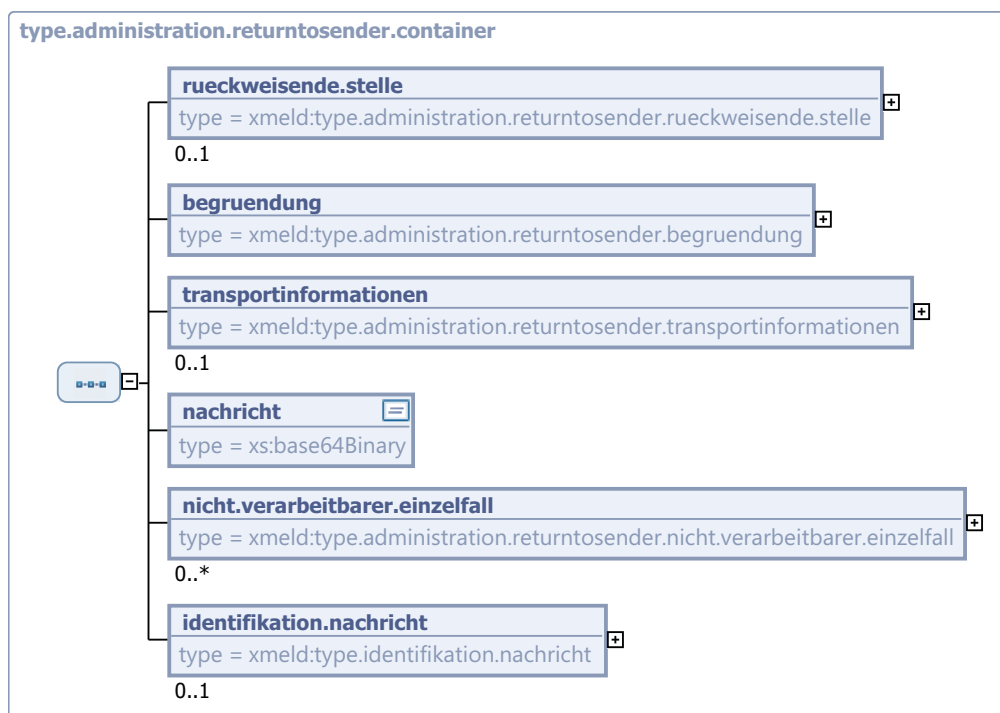 type.administration.returntosender.container
rueckweisende.stelle
type = xmeld:type.administration.returntosender.rueckweisende.stelle
0..1
begruendung
type = xmeld:type.administration.returntosender.begruendung
transportinformationen
type = xmeld:type.administration.returntosender.transportinformationen
0..1
nachricht
type = xs:base64Binary
nicht.verarbeitbarer.einzelfall
type = xmeld:type.administration.returntosender.nicht.verarbeitbarer.einzelfall
0..*
identifikation.nachricht
type = xmeld:type.identifikation.nachricht
0..1